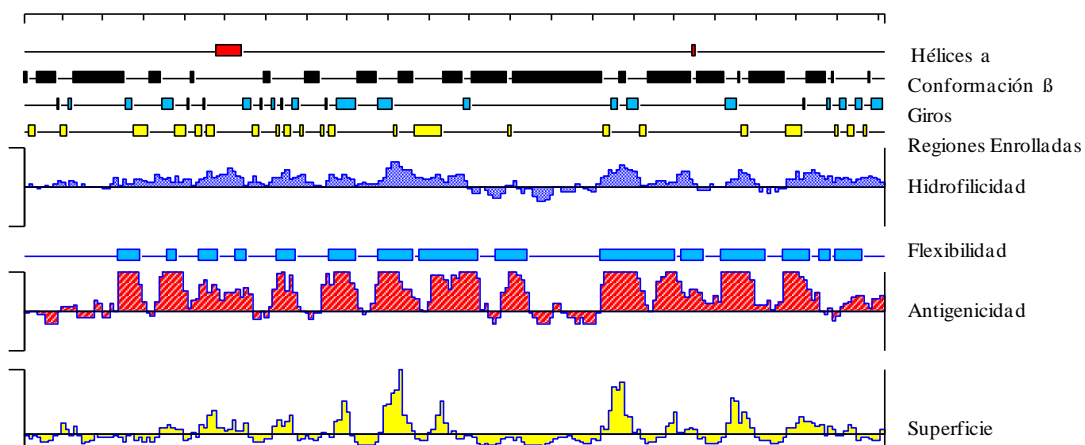 Hélices a
Conformación ß
Giros
Regiones Enrolladas
Hidrofilicidad
Flexibilidad
Antigenicidad
Superficie